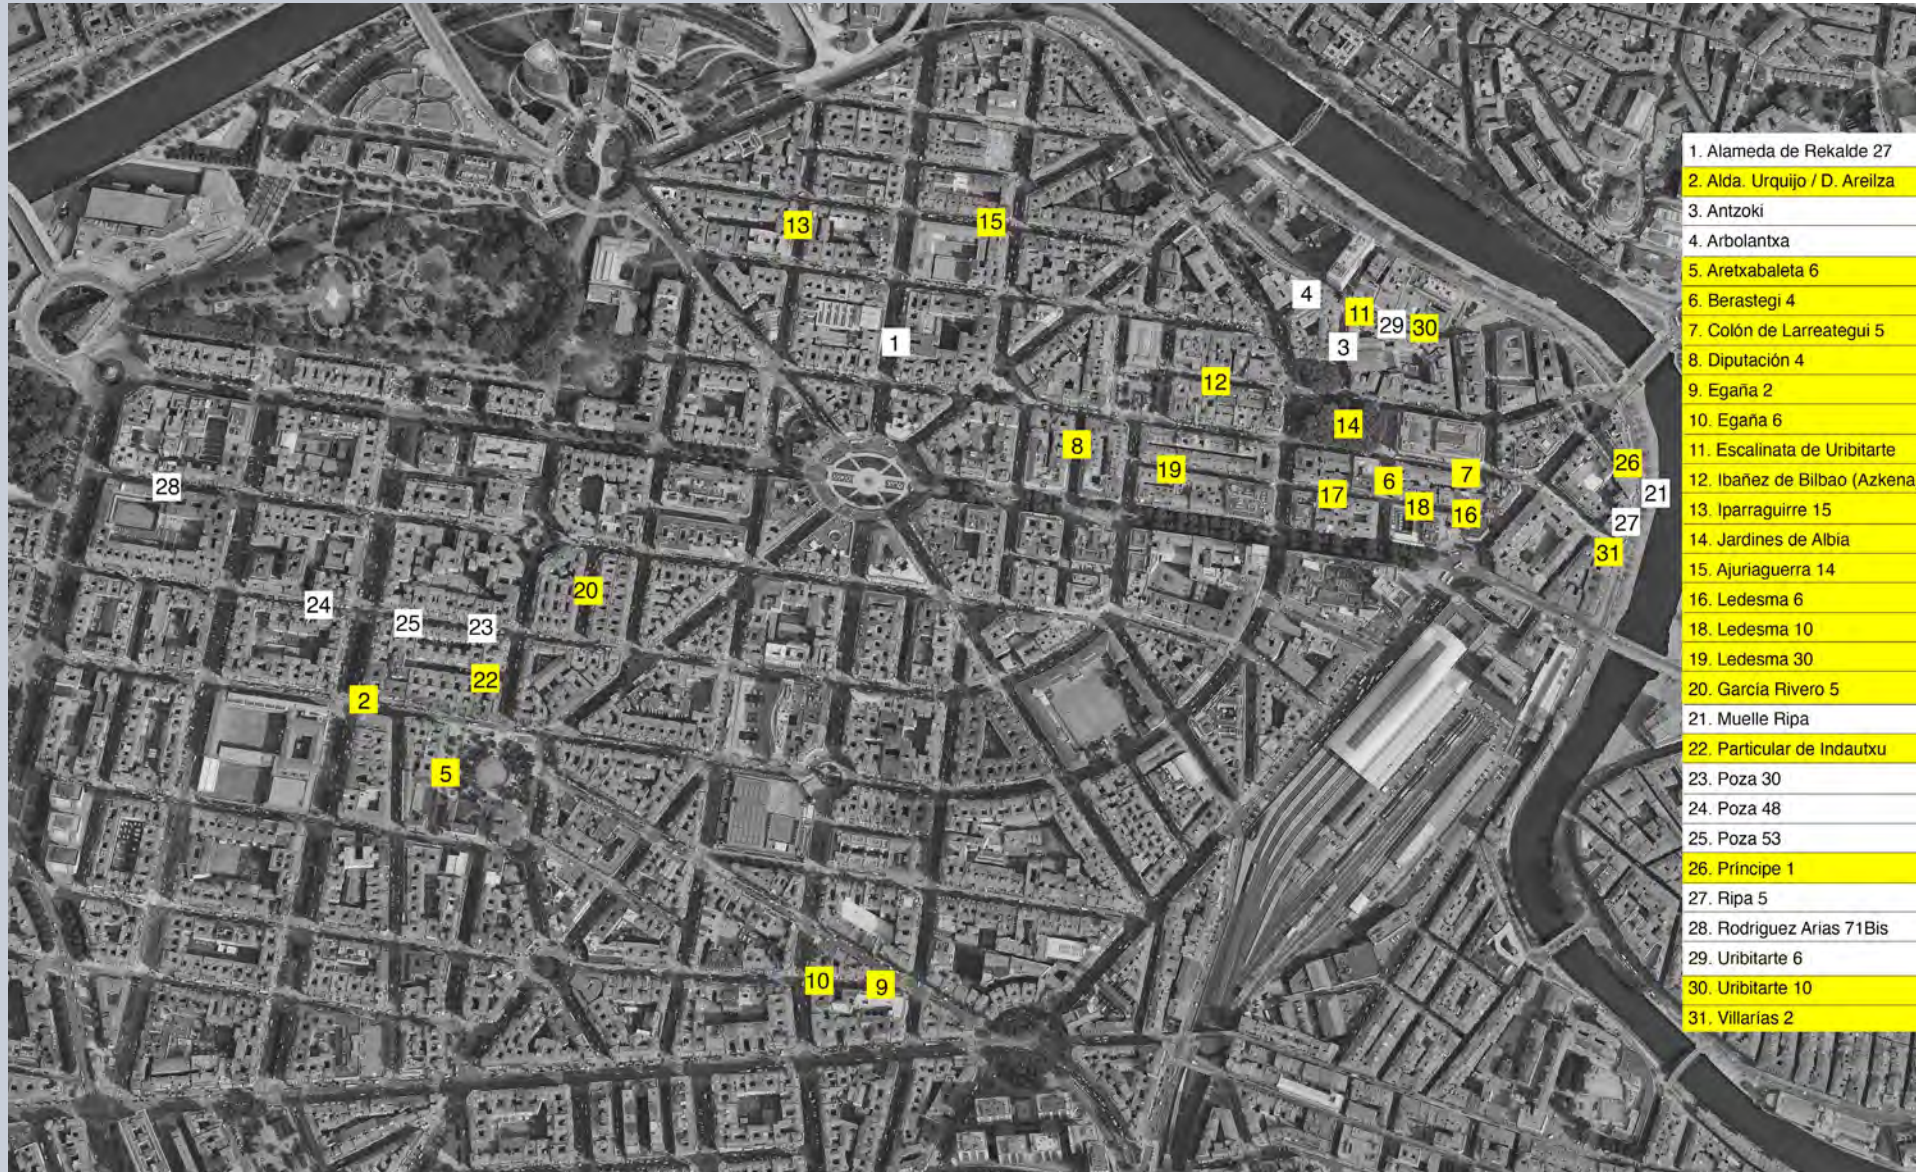 13
15
4
11
29
30
1
3
12
14
8
19
26
6
7
28
17
18
21
16
27
31
20
24
25
23
22
2
5
10
9
1. Alameda de Rekalde 27
2. Alda. Urquijo / D. Areilza
3. Antzoki
4. Arbolantxa
5. Aretxabaleta 6
6. Berastegi 4
7. Colón de Larreategui 5
8. Diputación 4
9. Egaña 2
10. Egaña 6
11. Escalinata de Uribitarte
12. Ibañez de Bilbao (Azkena
13. Iparraguirre 15
14. Jardines de Albia
15. Ajuriaguerra 14
16. Ledesma 6
18. Ledesma 10
19. Ledesma 30
20. García Rivero 5
21. Muelle Ripa
22. Particular de Indautxu
23. Poza 30
24. Poza 48
25. Poza 53
26. Príncipe 1
27. Ripa 5
28. Rodriguez Arias 71Bis
29. Uribitarte 6
30. Uribitarte 10
31. Villarías 2